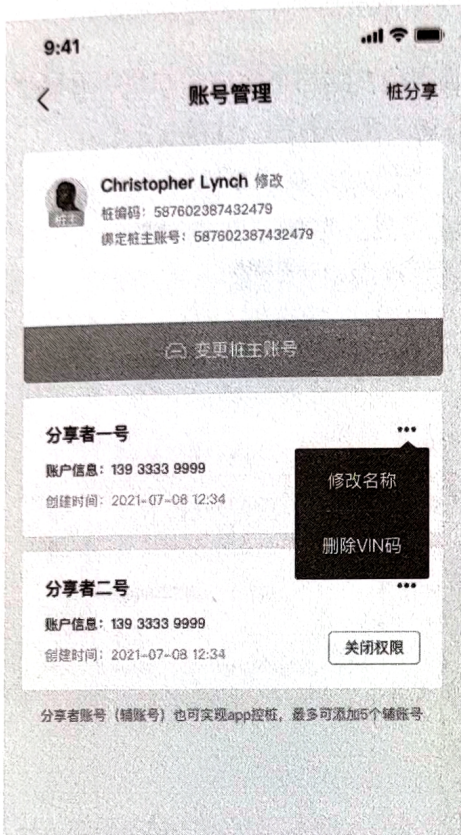 9:41
账号管理
桩分享
Christopher Lynch 修改
桩主
桩编码：587602387432479
绑定桩主账号：587602387432479
变更桩主账号
分享者一号
账户信息：139 3333 9999
创建时间：2021-07-08 12:34
修改名称
删除VIN码
分享者二号
账户信息：139 3333 9999
创建时间：2021-07-08 12:34
关闭权限
分享者账号（辅账号）也可实现app控桩，最多可添加5个辅账号